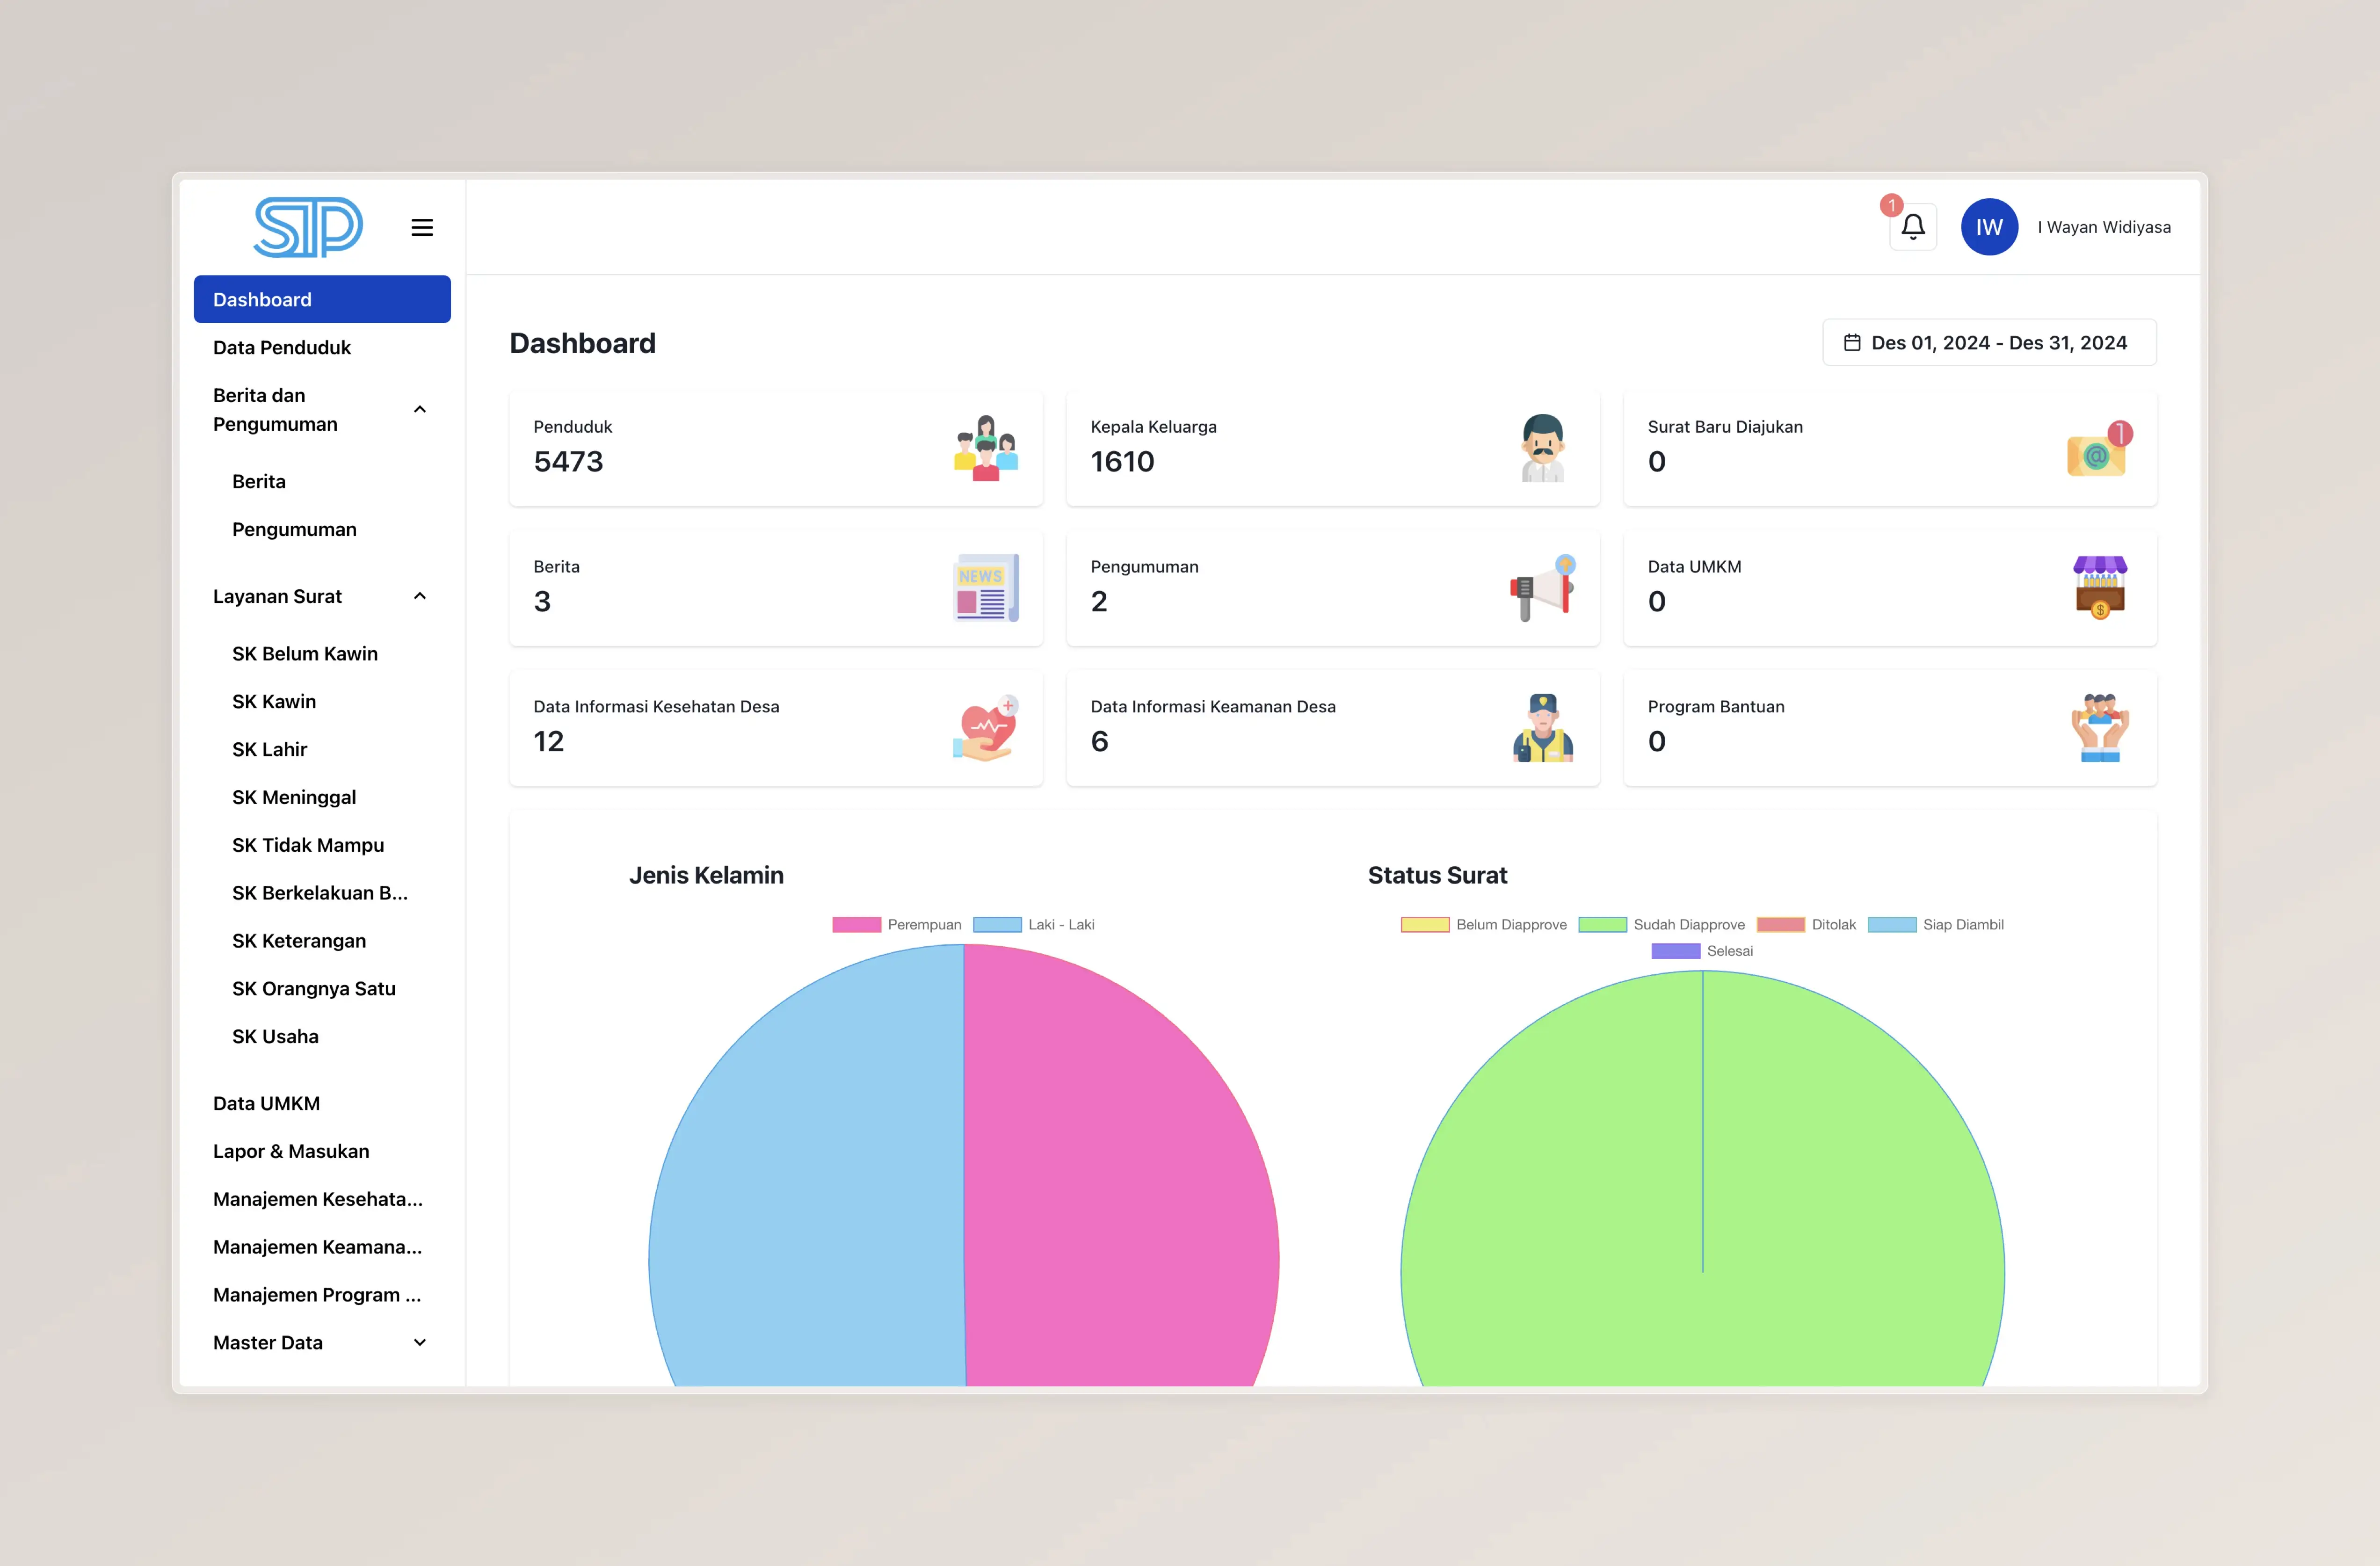 STP
1
IW
I Wayan Widiyasa
Dashboard
Data Penduduk
Berita dan
Pengumuman
Berita
Pengumuman
Layanan Surat
SK Belum Kawin
SK Kawin
SK Lahir
SK Meninggal
SK Tidak Mampu
SK Berkelakuan B...
SK Keterangan
SK Orangnya Satu
SK Usaha
Data UMKM
Lapor & Masukan
Manajemen Kesehata...
Manajemen Keamana...
Manajemen Program ...
Master Data
Dashboard
Des 01, 2024 - Des 31, 2024
Penduduk
5473
Kepala Keluarga
1610
Surat Baru Diajukan
0
1
@
Berita
3
NEWS
Pengumuman
2
Data UMKM
0
$
Data Informasi Kesehatan Desa
12
Data Informasi Keamanan Desa
6
Program Bantuan
0
Jenis Kelamin
Perempuan
Laki - Laki
Status Surat
Belum Diapprove
Sudah Diapprove
Ditolak
Siap Diambil
Selesai